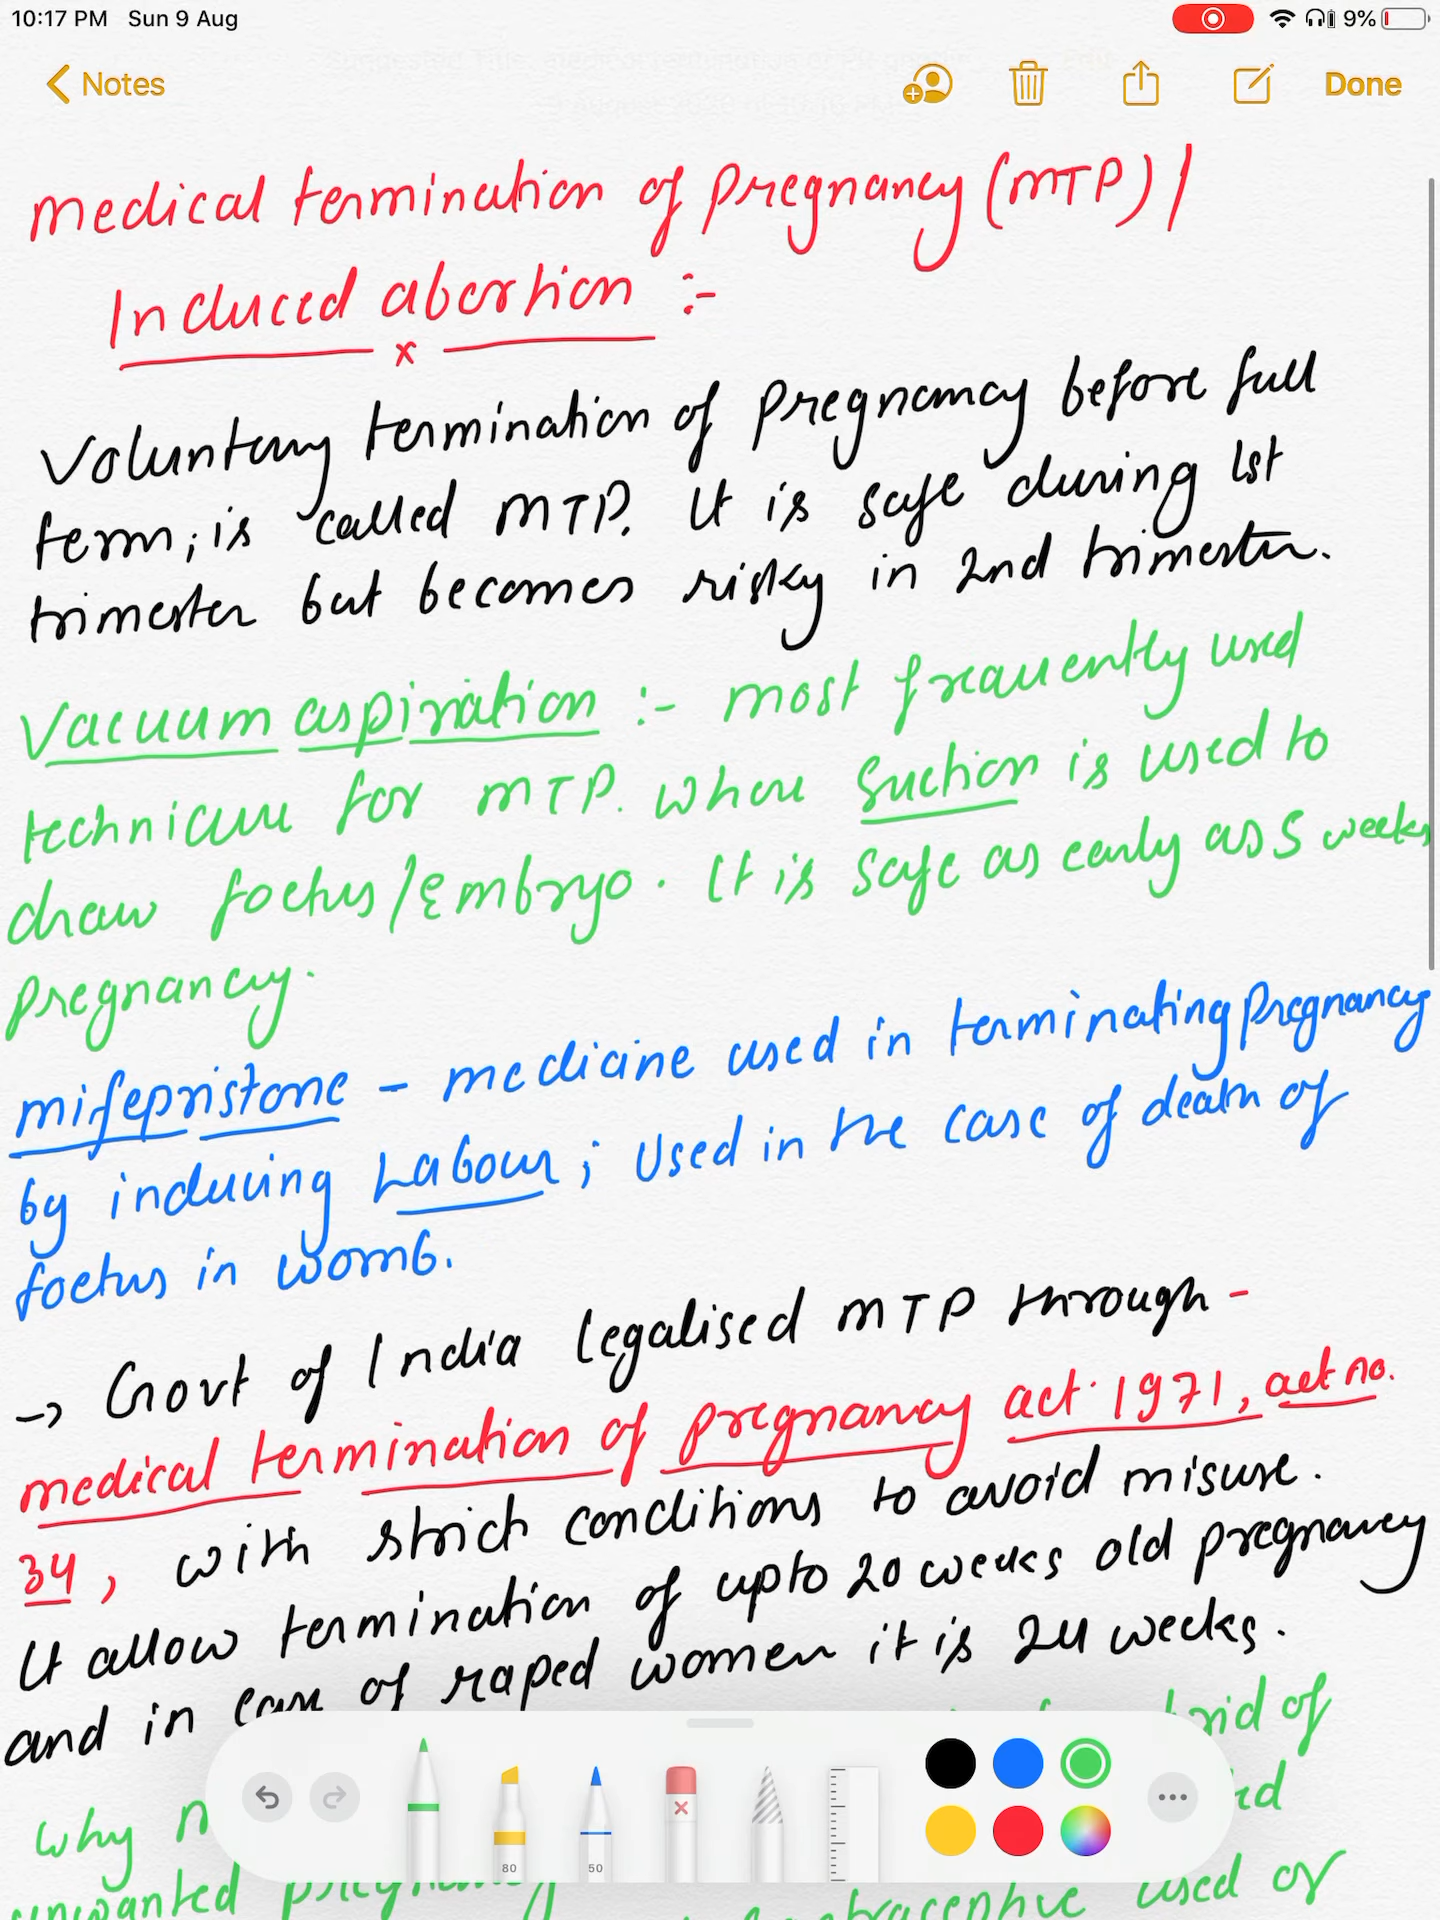 10:17 PM Sun 9 Aug 9%
Notes Done
Medical termination of pregnancy (MTP) /
Induced abortion :-
x
Voluntary termination of pregnancy before full
term, is called MTP. It is safe during 1st
trimester but becomes risky in 2nd trimester.
Vacuum aspiration :- most frequently used
technique for MTP. where suction is used to
draw foetus/Embryo. It is safe as early as 5 weeks
pregnancy.
mifepristone - medicine used in terminating pregnancy
by inducing Labour; Used in the case of death of
foetus in womb.
→ Govt of India legalised MTP through -
medical termination of pregnancy act. 1971, act no.
34, with strict conditions to avoid misuse.
It allow termination of upto 20 weeks old pregnancy
and in case of raped women it is 24 weeks.
rid of
why
unwanted used or
80 50